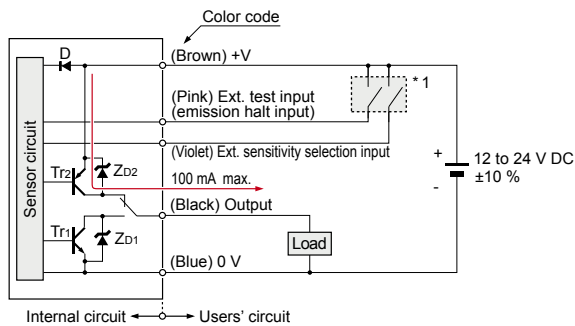 Color code
D
(Brown) +V
*1
(Pink) Ext. test input
(emission halt input)
(Violet) Ext. sensitivity selection input
Sensor circuit
Tr2
ZD2
100 mA max.
+
-
12 to 24 V DC
±10 %
(Black) Output
Tr1
ZD1
Load
(Blue) 0 V
Internal circuit
Users' circuit